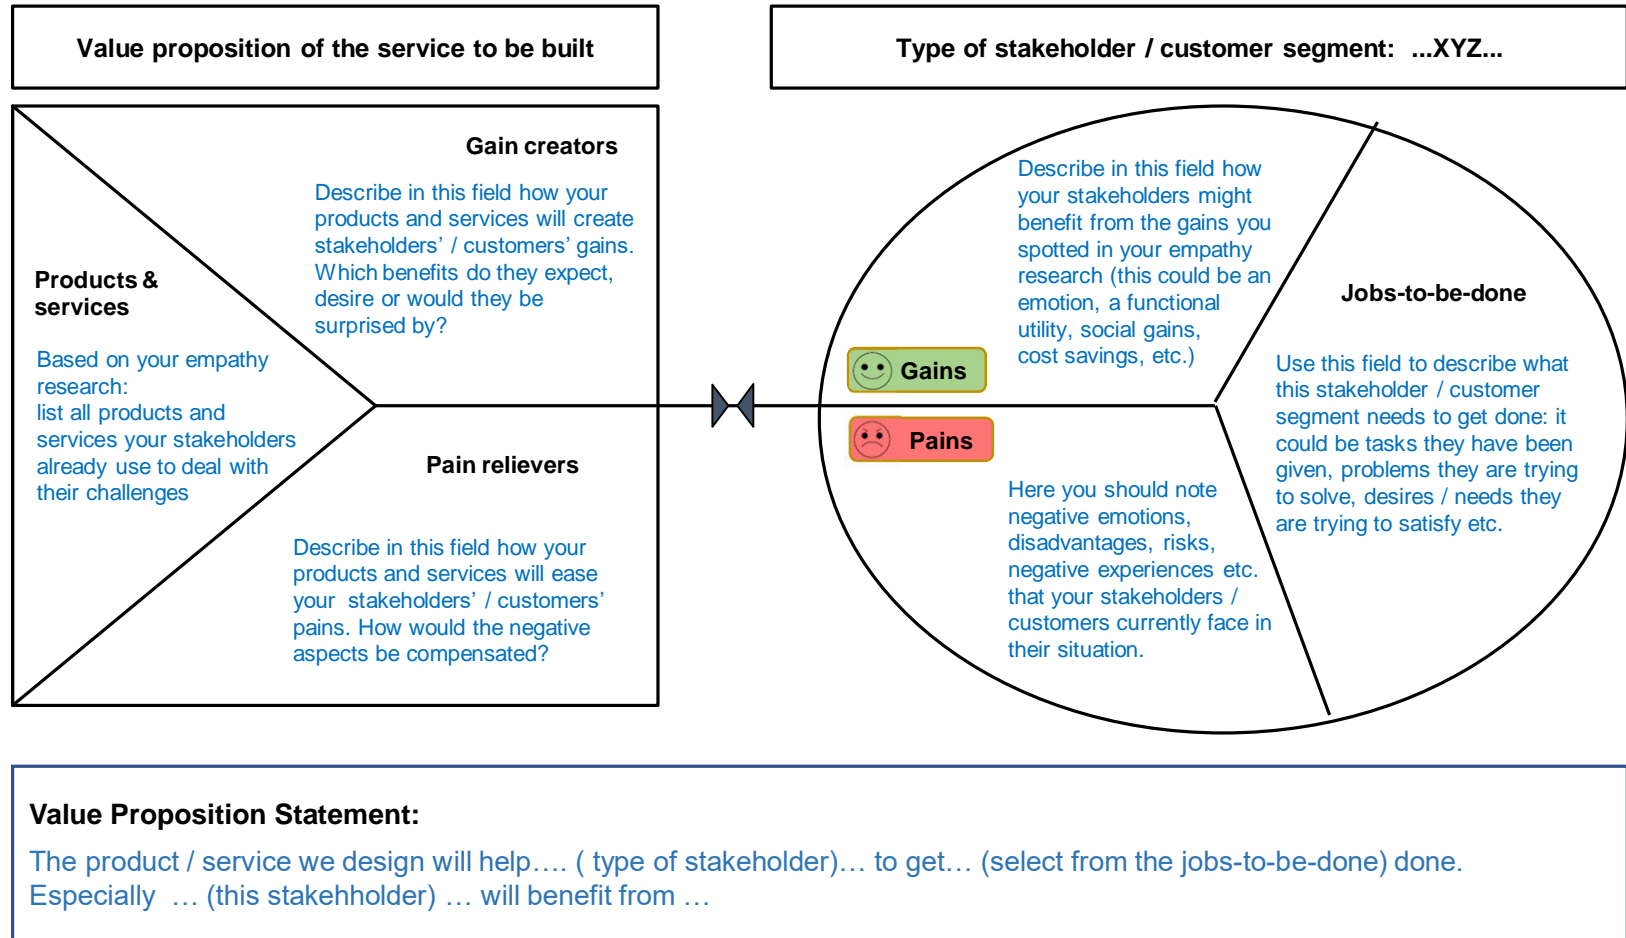 Value proposition of the service to be built
Type of stakeholder / customer segment:  ...XYZ...
Gain creators
Describe in this field how your
products and services will create
stakeholders’ / customers’ gains.
Which benefits do they expect,
desire or would they be
surprised by?
Products &
services
Based on your empathy
research:
list all products and
services your stakeholders
already use to deal with
their challenges
Pain relievers
Describe in this field how your
products and services will ease
your  stakeholders’ / customers’
pains. How would the negative
aspects be compensated?
Describe in this field how
your stakeholders might
benefit from the gains you
spotted in your empathy
research (this could be an
emotion, a functional
utility, social gains,
cost savings, etc.)
Gains
Pains
Here you should note
negative emotions,
disadvantages, risks,
negative experiences etc.
that your stakeholders /
customers currently face in
their situation.
Jobs-to-be-done
Use this field to describe what
this stakeholder / customer
segment needs to get done: it
could be tasks they have been
given, problems they are trying
to solve, desires / needs they
are trying to satisfy etc.
Value Proposition Statement:
The product / service we design will help…. ( type of stakeholder)… to get… (select from the jobs-to-be-done) done.
Especially  … (this stakehholder) … will benefit from …